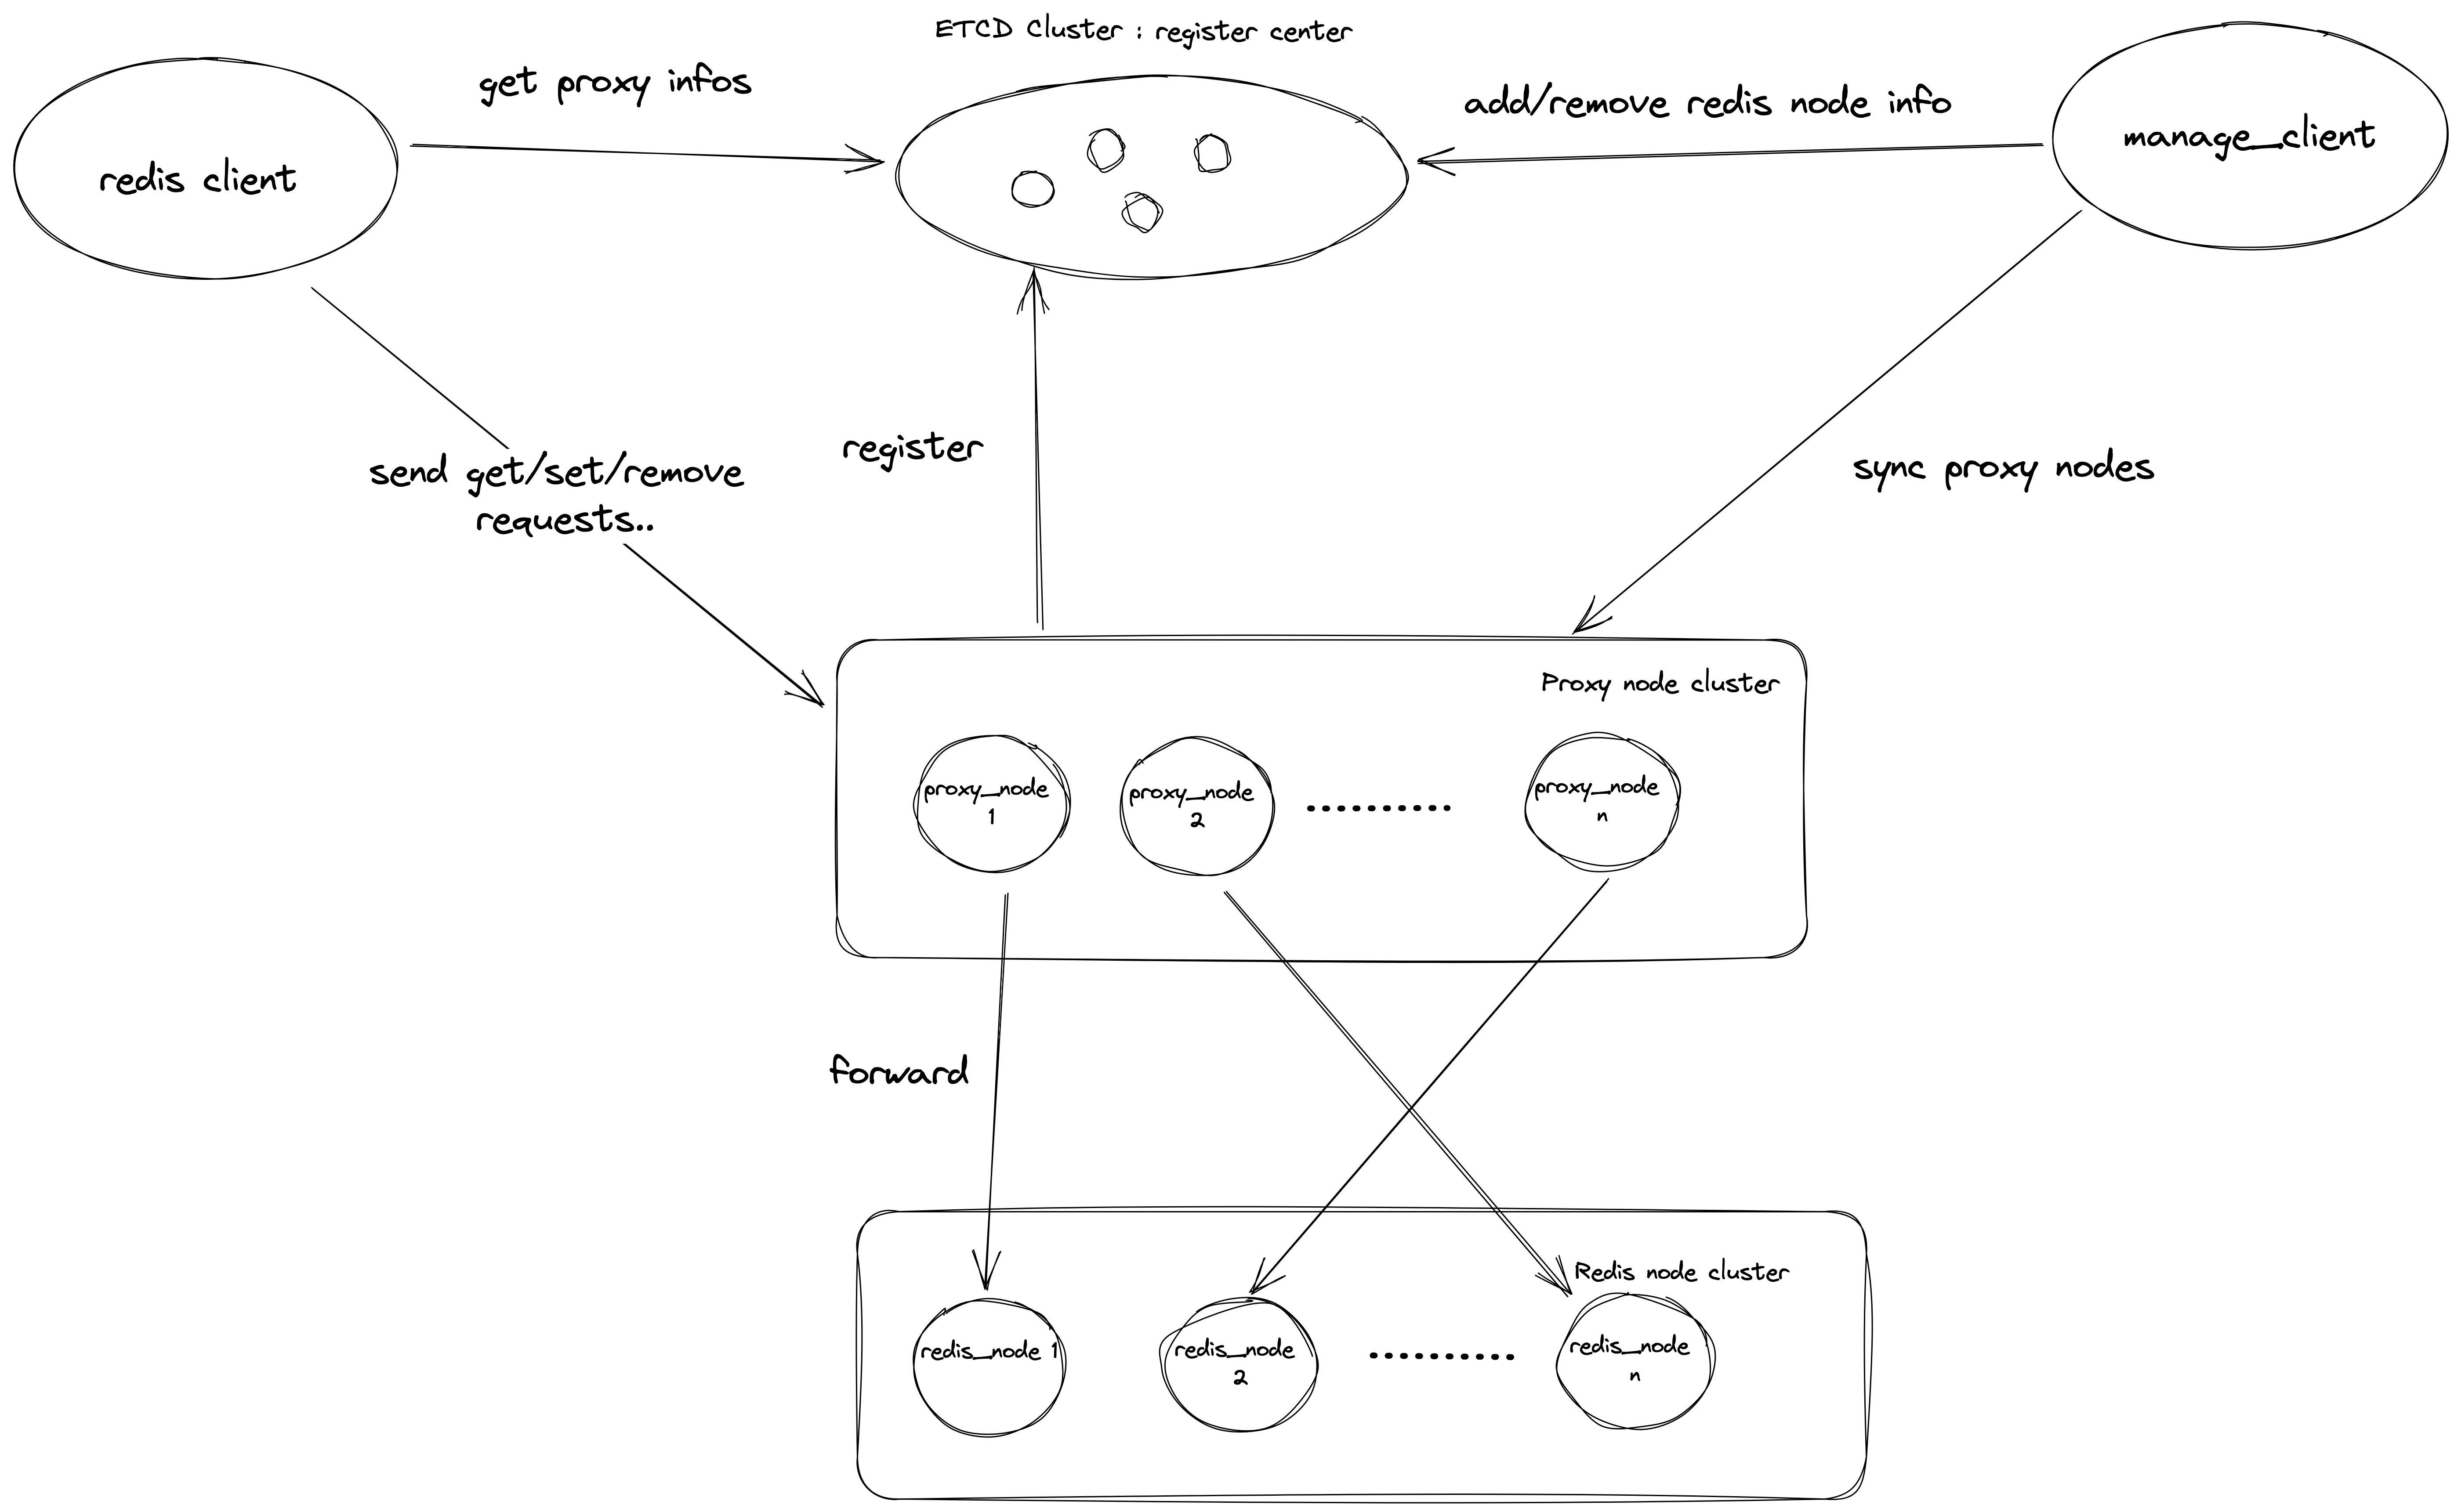 ETCD Cluster : register center
get proxy infos
add/remove redis node info
redis client
manage_client
register
send get/set/remove
requests..
sync proxy nodes
Proxy node cluster
proxy_node
1
proxy_node
2
..........
proxy_node
n
forward
Redis node cluster
redis_node 1
redis_node
2
..........
redis_node
n